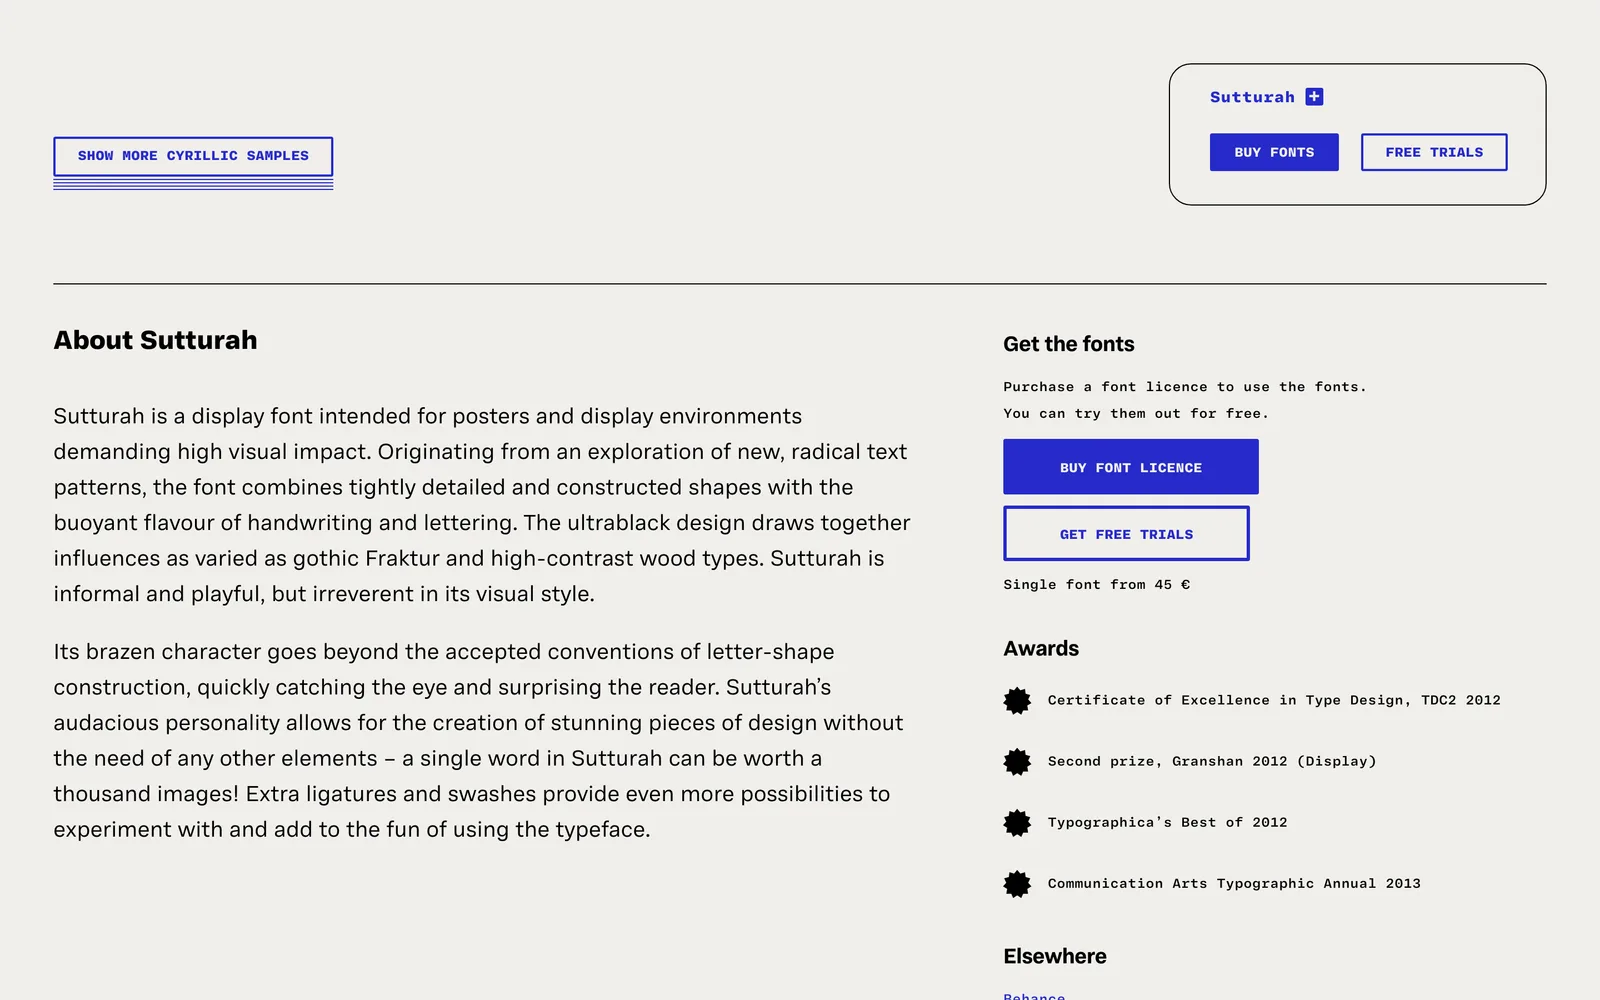 Sutturah
SHOW MORE CYRILLIC SAMPLES
BUY FONTS
FREE TRIALS
About Sutturah
Sutturah is a display font intended for posters and display environments
demanding high visual impact. Originating from an exploration of new, radical text
patterns, the font combines tightly detailed and constructed shapes with the
buoyant flavour of handwriting and lettering. The ultrablack design draws together
influences as varied as gothic Fraktur and high-contrast wood types. Sutturah is
informal and playful, but irreverent in its visual style.
Its brazen character goes beyond the accepted conventions of letter-shape
construction, quickly catching the eye and surprising the reader. Sutturah’s
audacious personality allows for the creation of stunning pieces of design without
the need of any other elements – a single word in Sutturah can be worth a
thousand images! Extra ligatures and swashes provide even more possibilities to
experiment with and add to the fun of using the typeface.
Get the fonts
Purchase a font licence to use the fonts.
You can try them out for free.
BUY FONT LICENCE
GET FREE TRIALS
Single font from 45 €
Awards
Certificate of Excellence in Type Design, TDC2 2012
Second prize, Granshan 2012 (Display)
Typographica’s Best of 2012
Communication Arts Typographic Annual 2013
Elsewhere
Behance